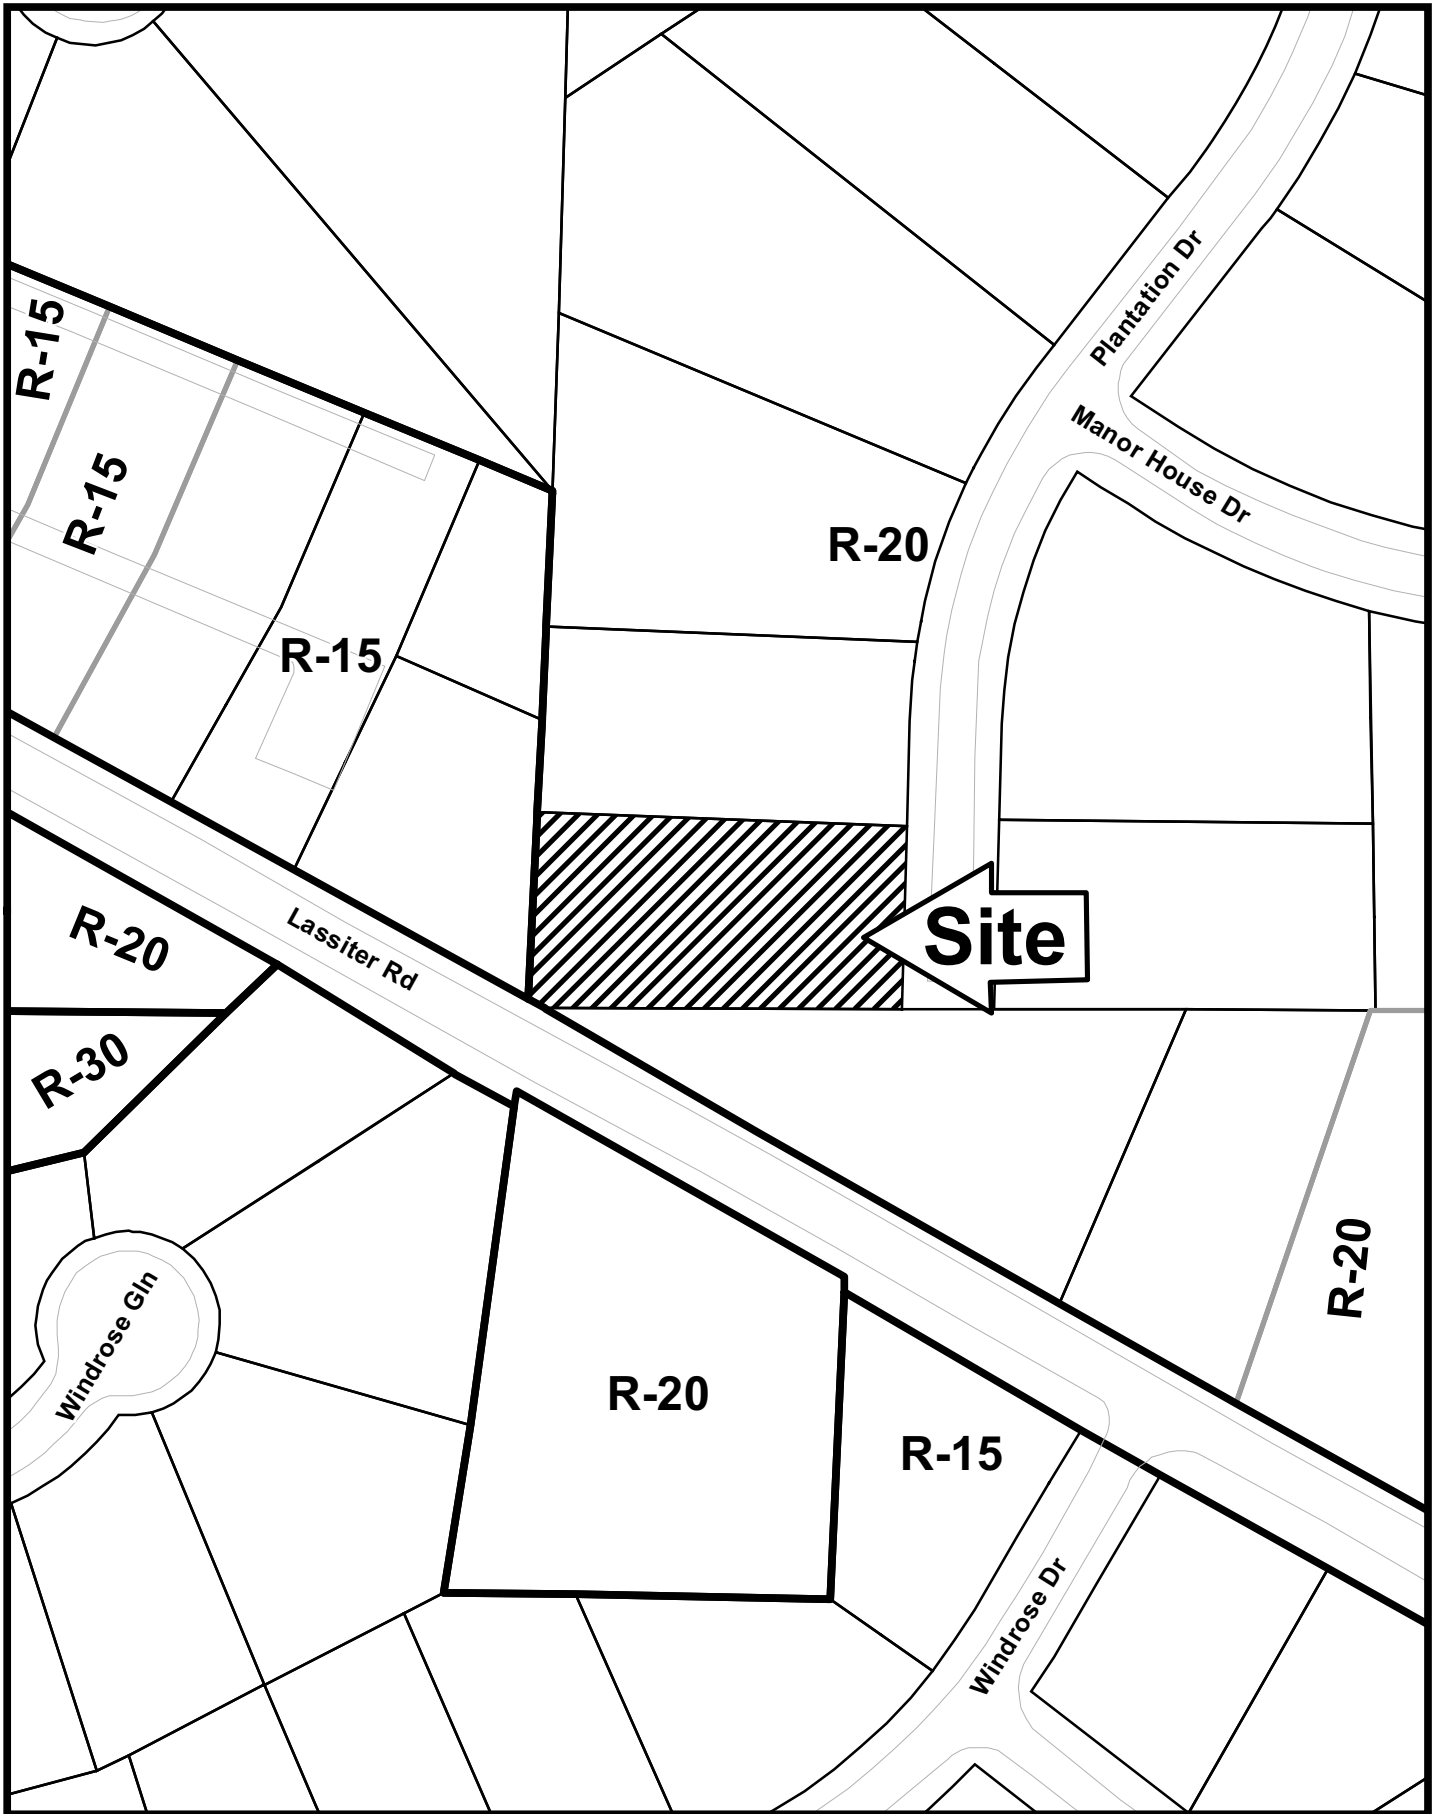 Plantation Dr
R-15
Manor House Dr
R-15
R-20
R-15
Site
R-20
Lassiter Rd
R-30
R-20
Windrose Gln
R-20
R-15
Windrose Dr